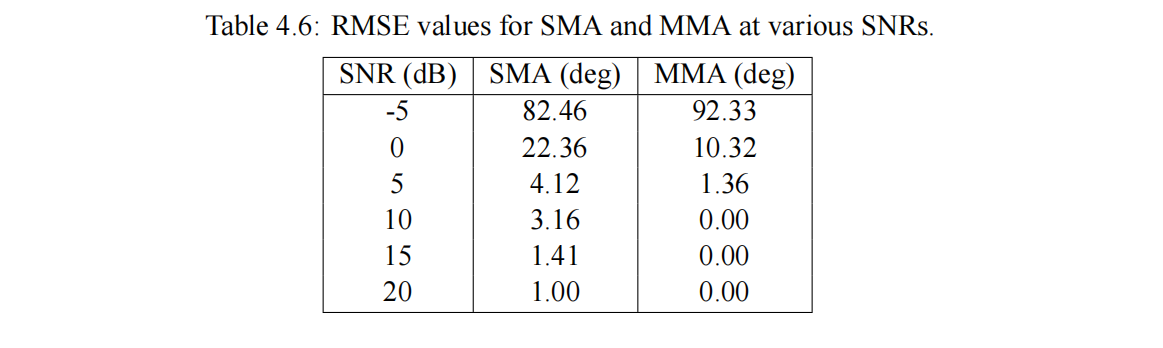 Table 4.6: RMSE values for SMA and MMA at various SNRs.
SNR (dB) SMA (deg) MMA (deg)
-5 82.46 92.33
0 22.36 10.32
5 4.12 1.36
10 3.16 0.00
15 1.41 0.00
20 1.00 0.00